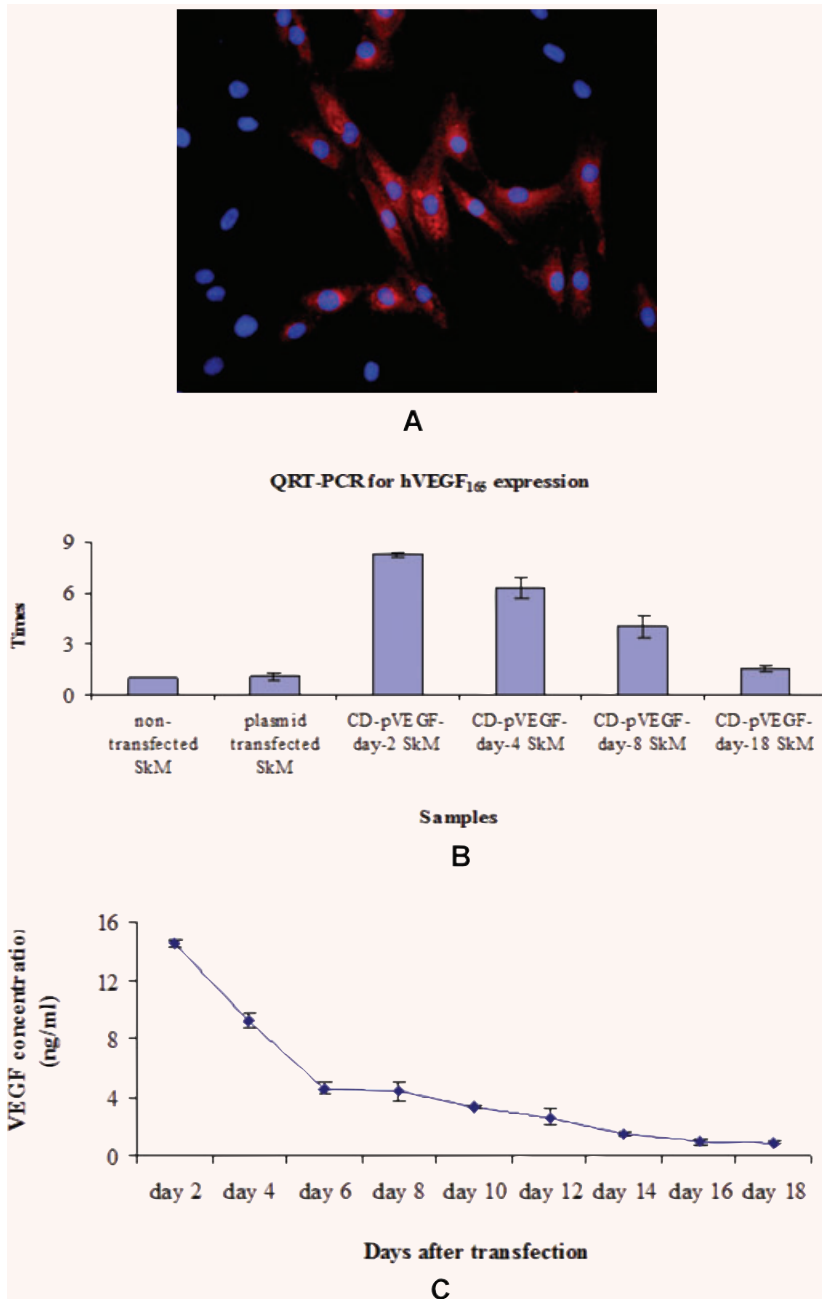 A
QRT-PCR for hVEGF₁₆₅ expression
Times
9
6
3
0
non-transfected SkM
plasmid transfected SkM
CD-pVEGF-day-2 SkM
CD-pVEGF-day-4 SkM
CD-pVEGF-day-8 SkM
CD-pVEGF-day-18 SkM
Samples
B
VEGF concentration
(ng/ml)
16
12
8
4
0
day 2 day 4 day 6 day 8 day 10 day 12 day 14 day 16 day 18
Days after transfection
C